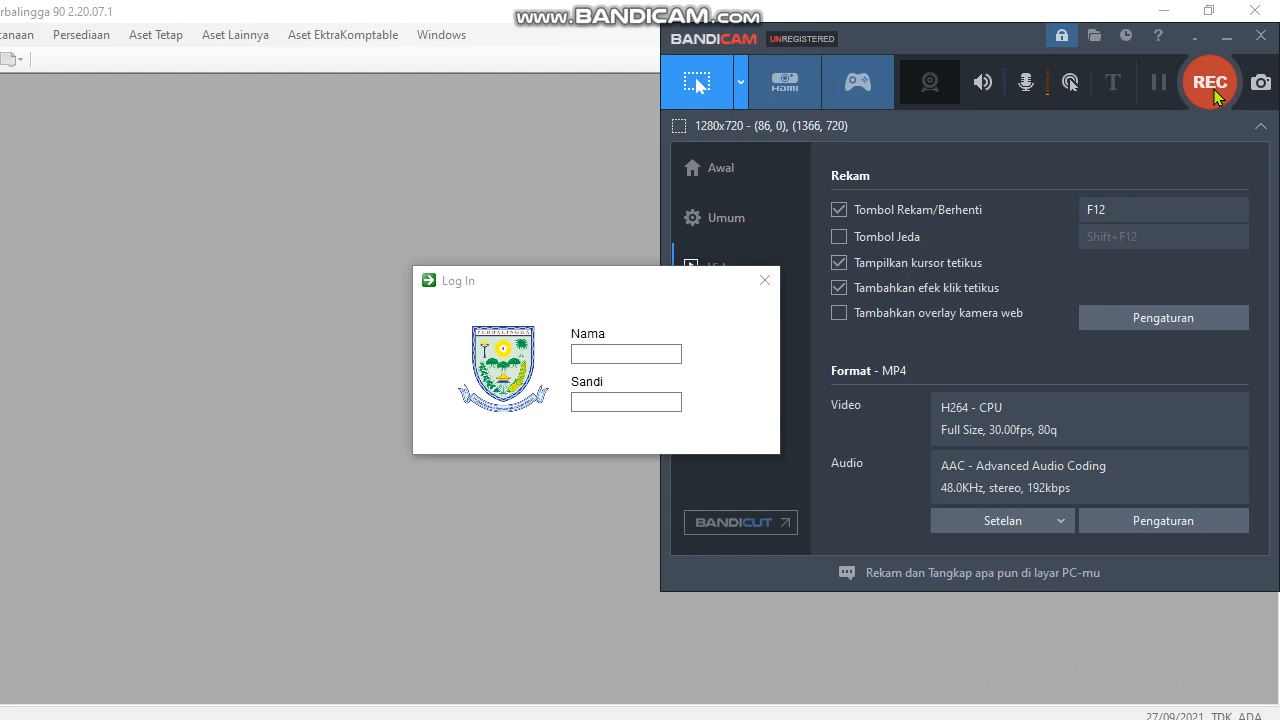 rbalingga 90 2.20.07.1
www.BANDICAM.com
tanaan Persediaan Aset Tetap Aset Lainnya Aset EktraKomptable Windows
BANDICAM UNREGISTERED
HDMI
T
REC
1280x720 - (86, 0), (1366, 720)
Awal
Umum
Rekam
Tombol Rekam/Berhenti F12
Tombol Jeda Shift+F12
Tampilkan kursor tetikus
Tambahkan efek klik tetikus
Tambahkan overlay kamera web
Pengaturan
Log In
PURBALINGGA
Nama
Sandi
Format - MP4
Video
H264 - CPU
Full Size, 30.00fps, 80q
Audio
AAC - Advanced Audio Coding
48.0KHz, stereo, 192kbps
Setelan Pengaturan
BANDICUT
Rekam dan Tangkap apa pun di layar PC-mu
27/09/2021 TDK_ADA